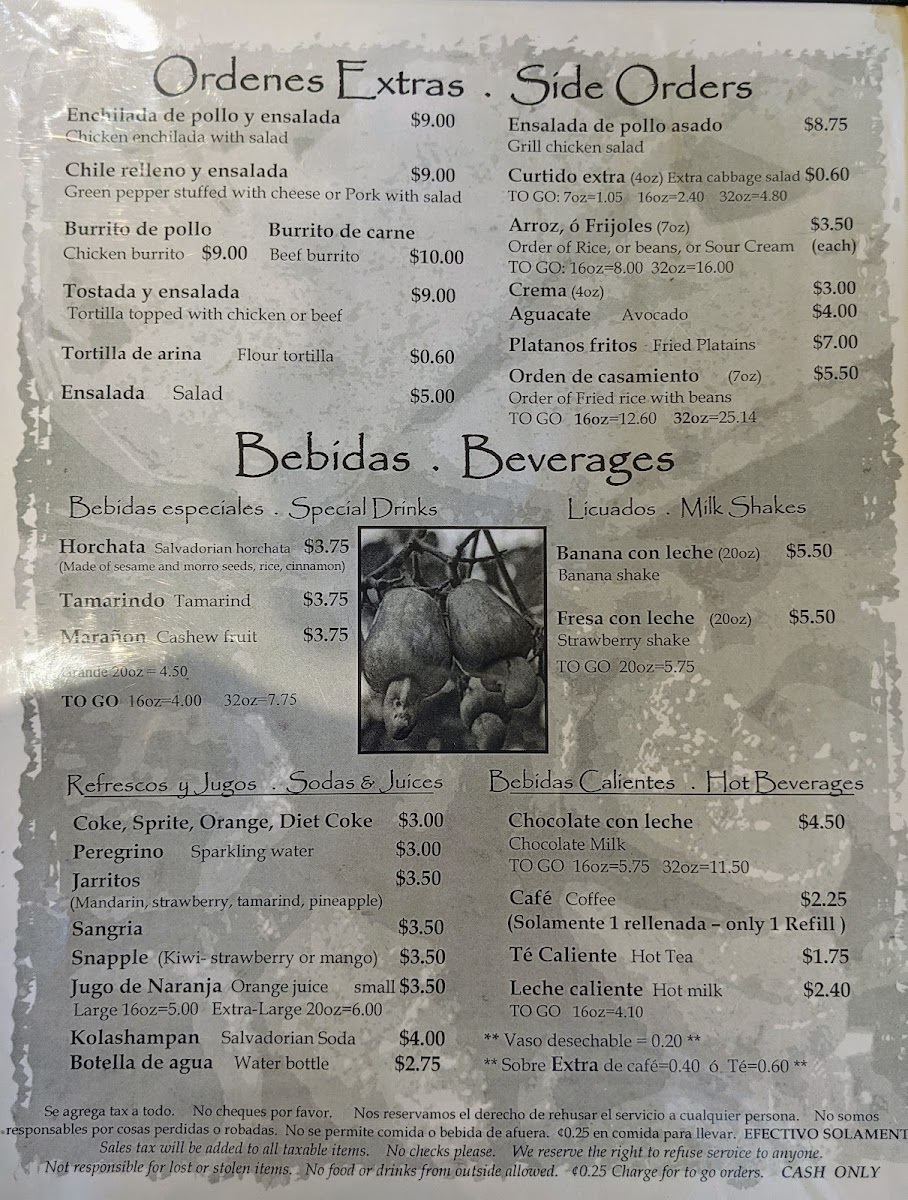 Ordenes Extras . Side Orders
Enchilada de pollo y ensalada $9.00
Chicken enchilada with salad
Chile relleno y ensalada $9.00
Green pepper stuffed with cheese or Pork with salad
Burrito de pollo Burrito de carne
Chicken burrito $9.00 Beef burrito $10.00
Tostada y ensalada $9.00
Tortilla topped with chicken or beef
Tortilla de arina Flour tortilla $0.60
Ensalada Salad $5.00
Ensalada de pollo asado $8.75
Grill chicken salad
Curtido extra (4oz) Extra cabbage salad $0.60
TO GO: 7oz=1.05 16oz=2.40 32oz=4.80
Arroz, ó Frijoles (7oz) $3.50
Order of Rice, or beans, or Sour Cream (each)
TO GO: 16oz=8.00 32oz=16.00
Crema (4oz) $3.00
Aguacate Avocado $4.00
Platanos fritos Fried Platains $7.00
Orden de casamiento (7oz) $5.50
Order of Fried rice with beans
TO GO 16oz=12.60 32oz=25.14
Bebidas . Beverages
Bebidas especiales . Special Drinks
Horchata Salvadorian horchata $3.75
(Made of sesame and morro seeds, rice, cinnamon)
Tamarindo Tamarind $3.75
Marañon Cashew fruit $3.75
Grande 20oz = 4.50
TO GO 16oz=4.00 32oz=7.75
Licuados . Milk Shakes
Banana con leche (20oz) $5.50
Banana shake
Fresa con leche (20oz) $5.50
Strawberry shake
TO GO 20oz=5.75
Refrescos y Jugos . Sodas & Juices
Coke, Sprite, Orange, Diet Coke $3.00
Peregrino Sparkling water $3.00
Jarritos $3.50
(Mandarin, strawberry, tamarind, pineapple)
Sangria $3.50
Snapple (Kiwi- strawberry or mango) $3.50
Jugo de Naranja Orange juice small $3.50
Large 16oz=5.00 Extra-Large 20oz=6.00
Kolashampan Salvadorian Soda $4.00
Botella de agua Water bottle $2.75
Bebidas Calientes . Hot Beverages
Chocolate con leche $4.50
Chocolate Milk
TO GO 16oz=5.75 32oz=11.50
Café Coffee $2.25
(Solamente 1 rellenada – only 1 Refill )
Té Caliente Hot Tea $1.75
Leche caliente Hot milk $2.40
TO GO 16oz=4.10
** Vaso desechable = 0.20 **
** Sobre Extra de café=0.40 ó Té=0.60 **
Se agrega tax a todo. No cheques por favor. Nos reservamos el derecho de rehusar el servicio a cualquier persona. No somos
responsables por cosas perdidas o robadas. No se permite comida o bebida de afuera. ¢0.25 en comida para llevar. EFECTIVO SOLAMENT
Sales tax will be added to all taxable items. No checks please. We reserve the right to refuse service to anyone.
Not responsible for lost or stolen items. No food or drinks from outside allowed. ¢0.25 Charge for to go orders. CASH ONLY